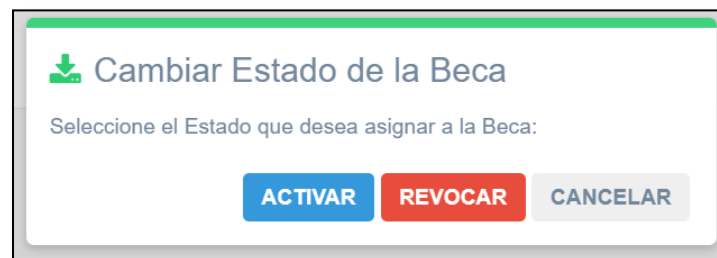 Cambiar Estado de la Beca
Seleccione el Estado que desea asignar a la Beca:
ACTIVAR REVOCAR CANCELAR